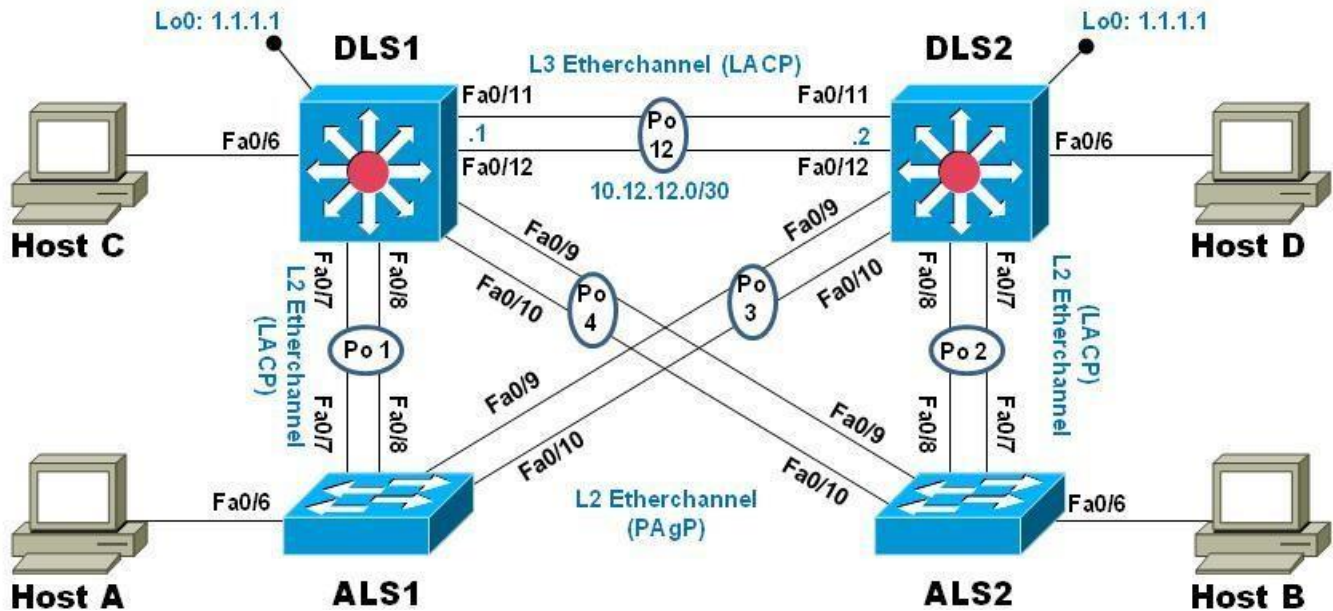 Lo0: 1.1.1.1
Lo0: 1.1.1.1
DLS1
DLS2
L3 Etherchannel (LACP)
Fa0/11
Fa0/11
Fa0/6
.1
Po
12
.2
Fa0/6
Fa0/12
Fa0/12
10.12.12.0/30
Host C
Host D
Fa0/9
Fa0/9
Fa0/10
Fa0/10
Po
4
Po
3
Fa0/7
Fa0/8
Fa0/8
Fa0/7
L2 Etherchannel
(LACP)
L2 Etherchannel
(LACP)
Po 1
Po 2
Fa0/7
Fa0/8
Fa0/8
Fa0/7
Fa0/9
Fa0/10
Fa0/9
Fa0/10
L2 Etherchannel
(PAgP)
Fa0/6
Fa0/6
Host A
ALS1
ALS2
Host B